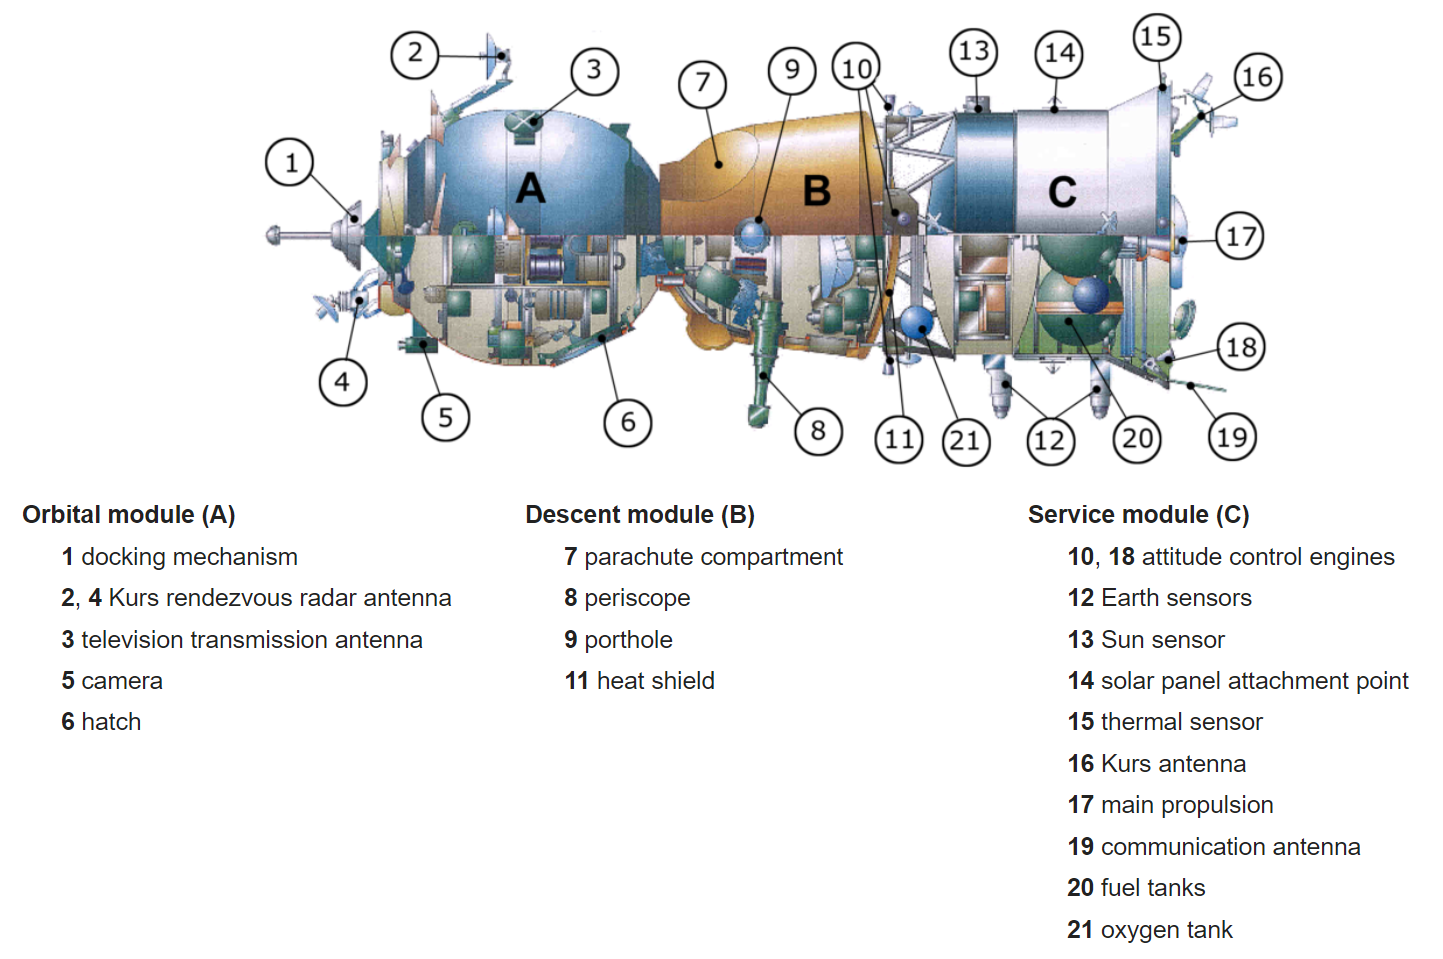 2
3
7
9
10
13
14
15
16
1
A
B
C
17
4
5
6
8
11
21
12
20
18
19
Orbital module (A)
1 docking mechanism
2, 4 Kurs rendezvous radar antenna
3 television transmission antenna
5 camera
6 hatch
Descent module (B)
7 parachute compartment
8 periscope
9 porthole
11 heat shield
Service module (C)
10, 18 attitude control engines
12 Earth sensors
13 Sun sensor
14 solar panel attachment point
15 thermal sensor
16 Kurs antenna
17 main propulsion
19 communication antenna
20 fuel tanks
21 oxygen tank